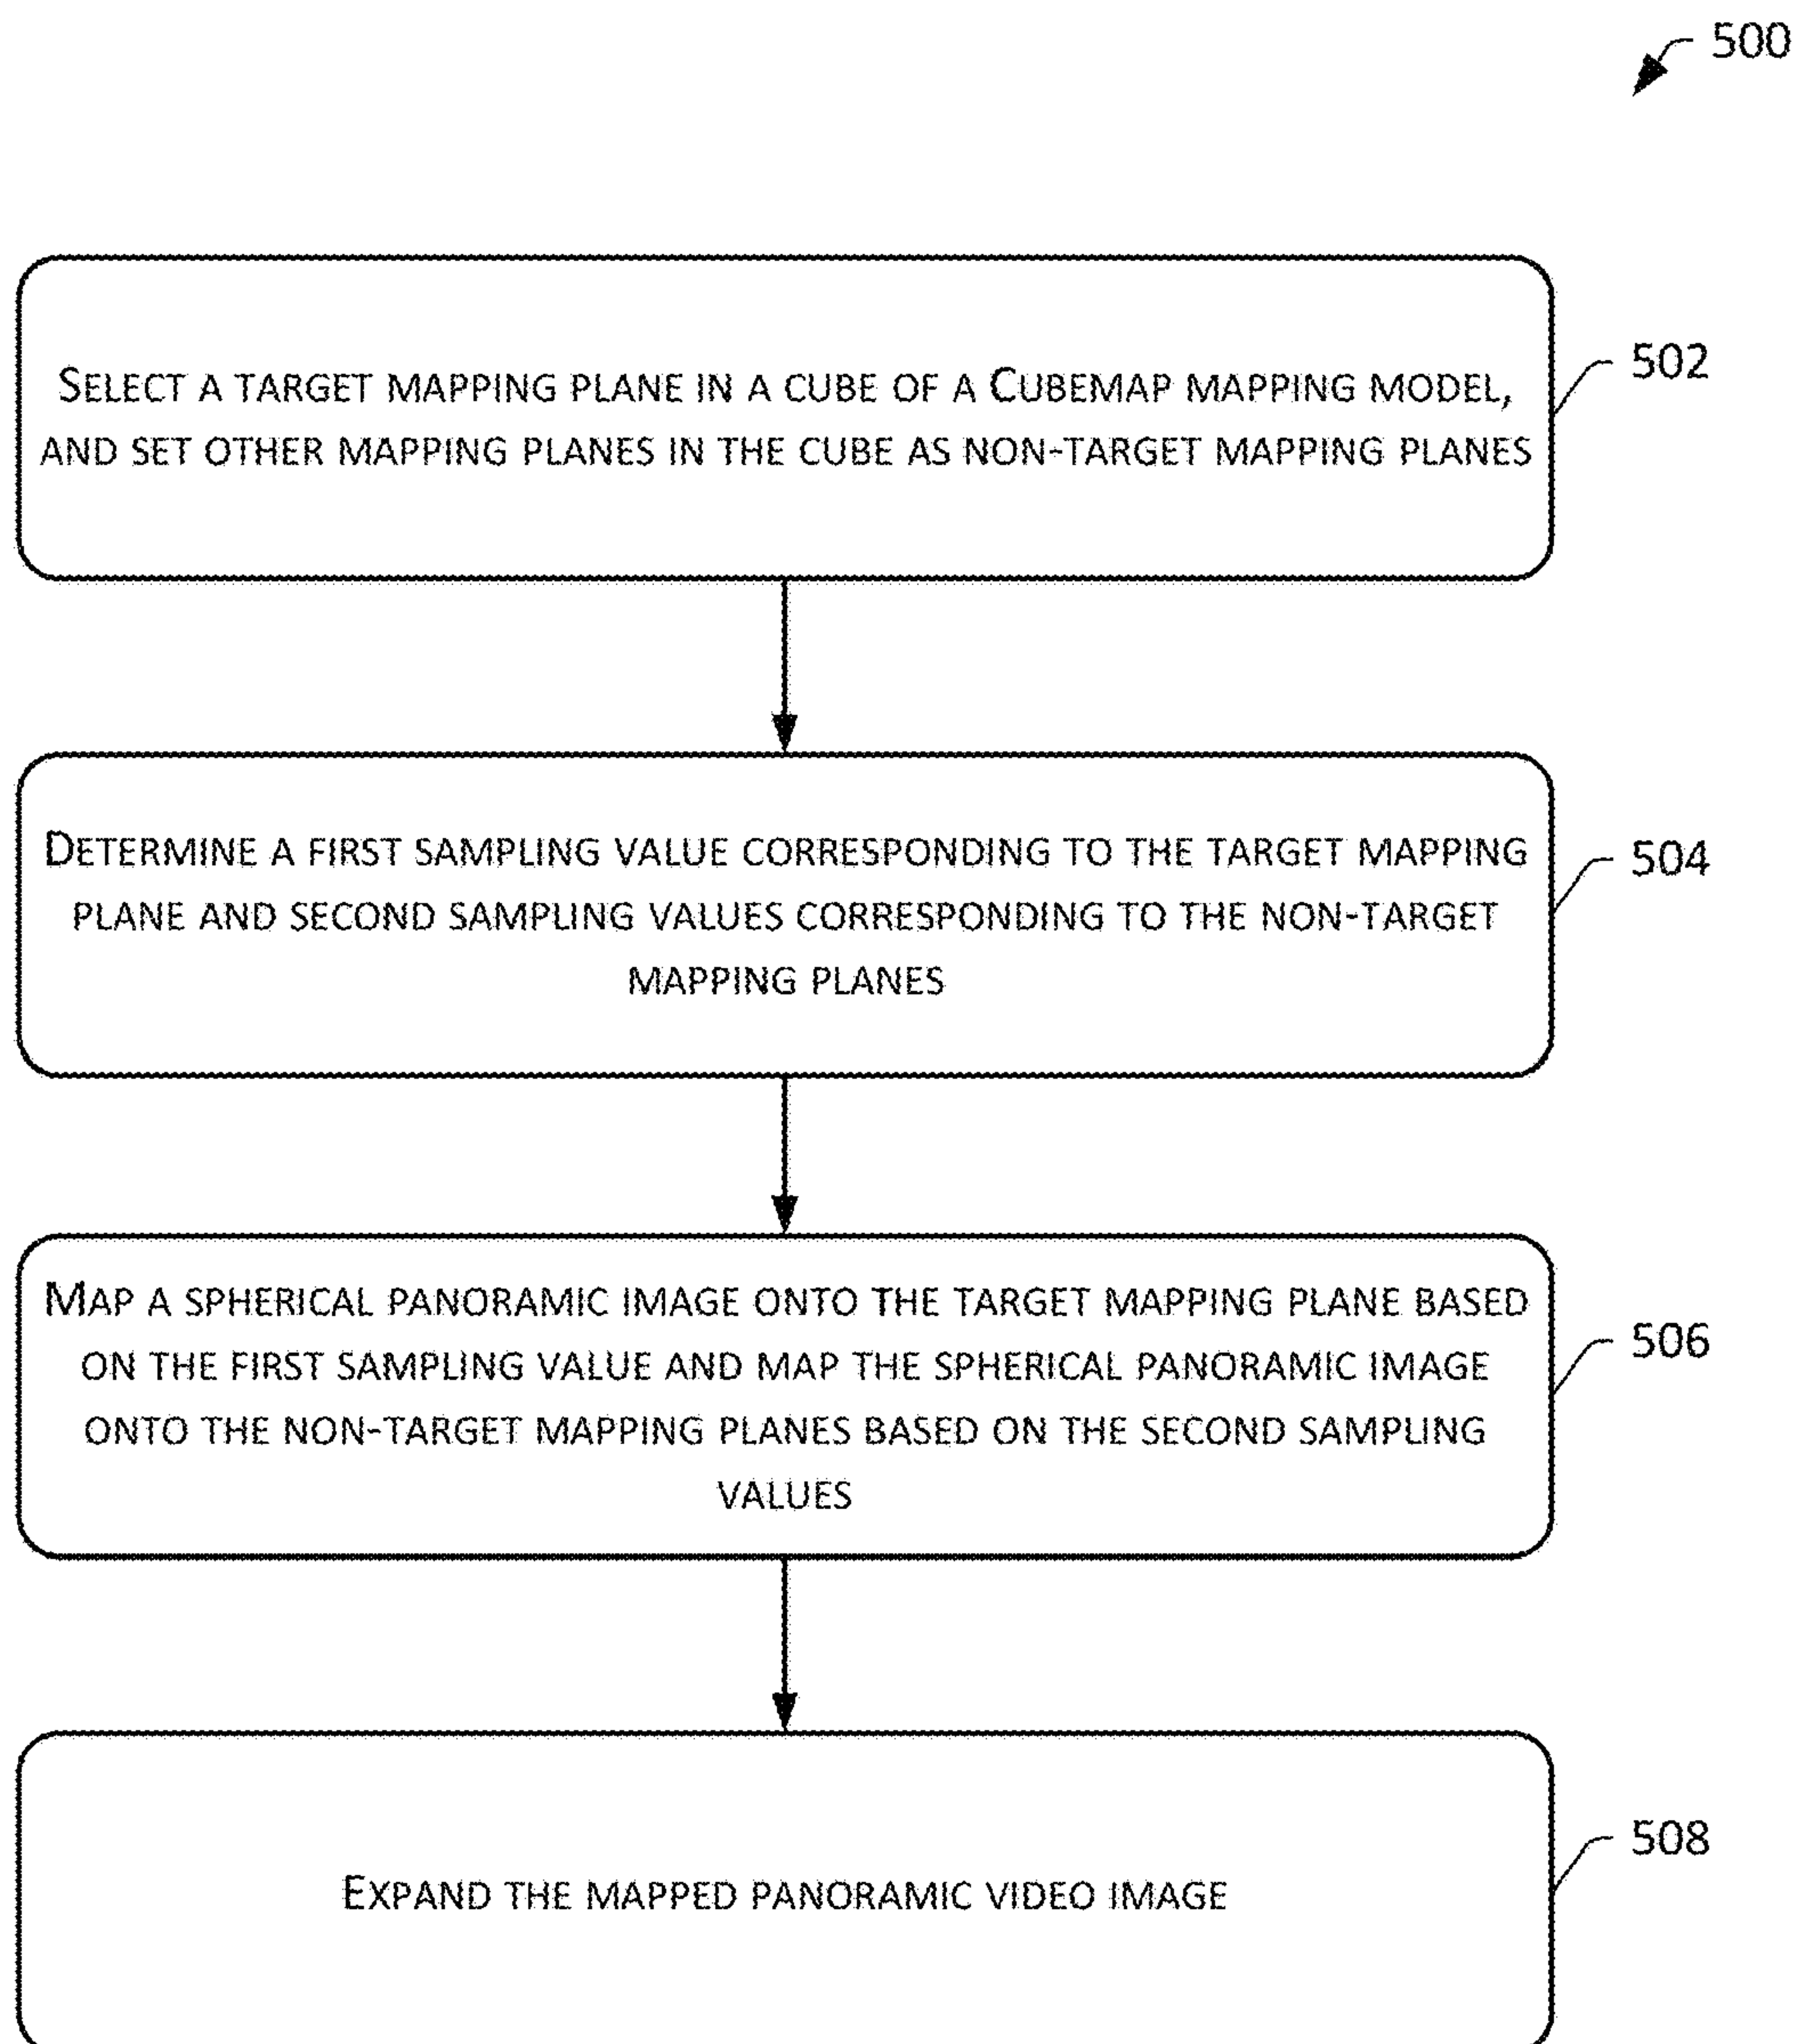 500
Select a target mapping plane in a cube of a Cubemap mapping model,
and set other mapping planes in the cube as non-target mapping planes
502
Determine a first sampling value corresponding to the target mapping
plane and second sampling values corresponding to the non-target
mapping planes
504
Map a spherical panoramic image onto the target mapping plane based
on the first sampling value and map the spherical panoramic image
onto the non-target mapping planes based on the second sampling
values
506
Expand the mapped panoramic video image
508